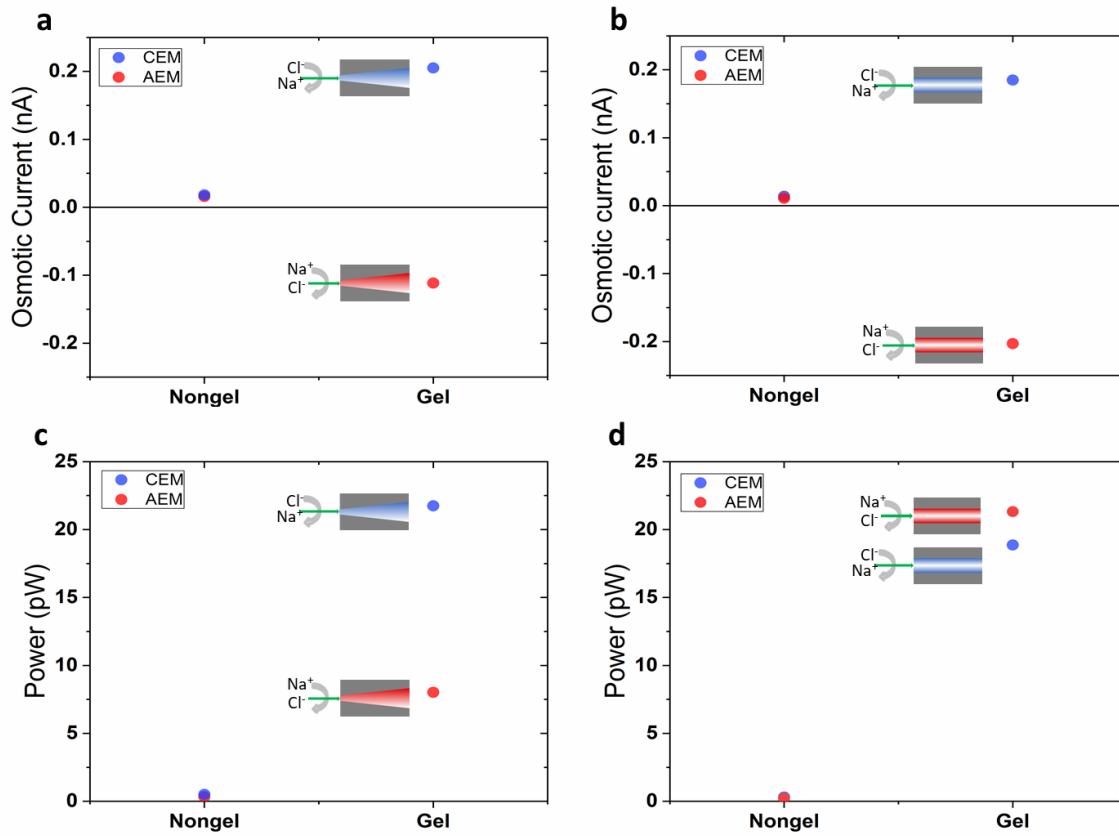 a
Osmotic Current (nA)
0.2
0.1
0.0
-0.1
-0.2
CEM
AEM
Cl⁻
Na⁺
Na⁺
Cl⁻
Nongel
Gel
b
Osmotic current (nA)
0.2
0.1
0.0
-0.1
-0.2
CEM
AEM
Cl⁻
Na⁺
Na⁺
Cl⁻
Nongel
Gel
c
Power (pW)
25
20
15
10
5
0
CEM
AEM
Cl⁻
Na⁺
Na⁺
Cl⁻
Nongel
Gel
d
Power (pW)
25
20
15
10
5
0
CEM
AEM
Na⁺
Cl⁻
Cl⁻
Na⁺
Nongel
Gel